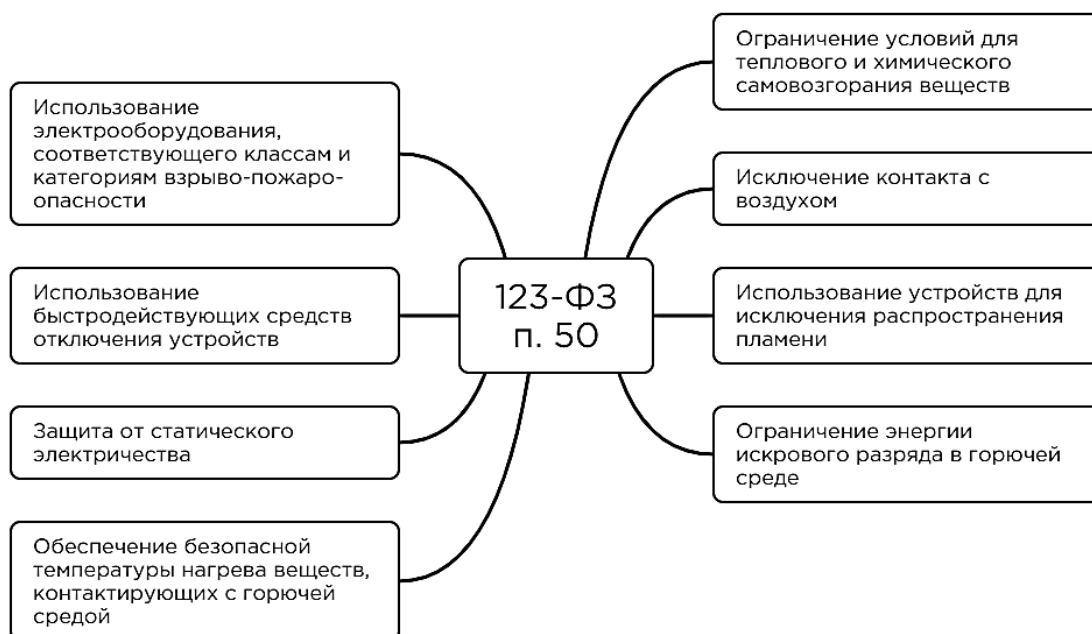 Использование
электрооборудования,
соответствующего классам и
категориям взрыво-пожаро-
опасности
Использование
быстродействующих средств
отключения устройств
Защита от статического
электричества
Обеспечение безопасной
температуры нагрева веществ,
контактирующих с горючей
средой
123-ФЗ
п. 50
Ограничение условий для
теплового и химического
самовозгорания веществ
Исключение контакта с
воздухом
Использование устройств для
исключения распространения
пламени
Ограничение энергии
искрового разряда в горючей
среде